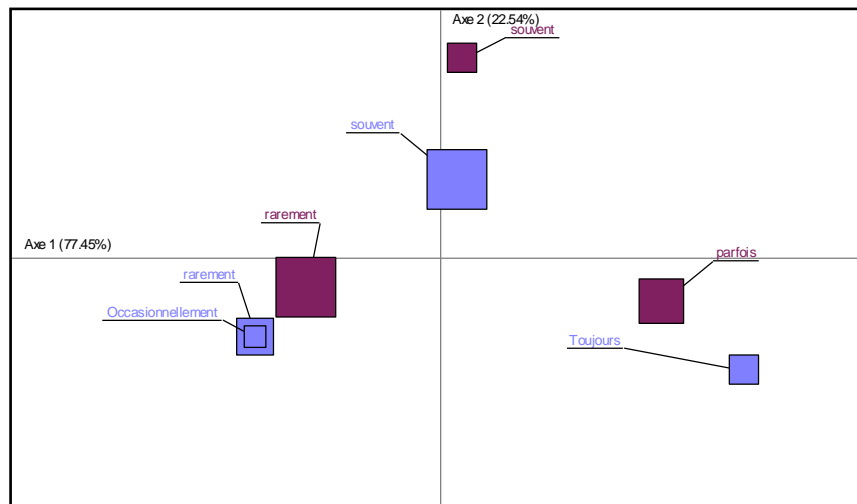 Axe 2 (22.54%)
souvent
souvent
rarement
Axe 1 (77.45%)
parfois
rarement
Occasionnellement
Toujours